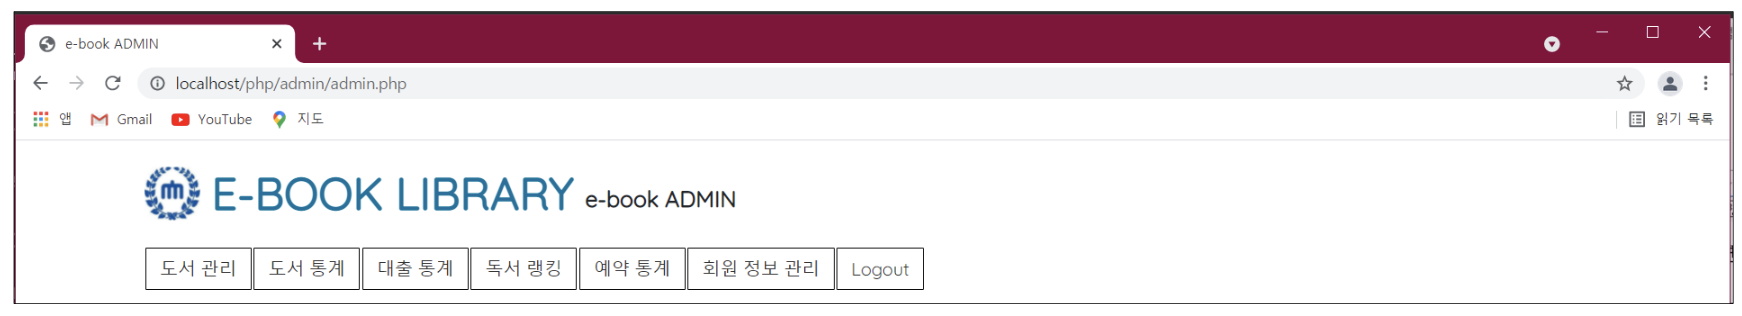 e-book ADMIN
localhost/php/admin/admin.php
앱 Gmail YouTube 지도 읽기 목록
E-BOOK LIBRARY e-book ADMIN
도서 관리 도서 통계 대출 통계 독서 랭킹 예약 통계 회원 정보 관리 Logout